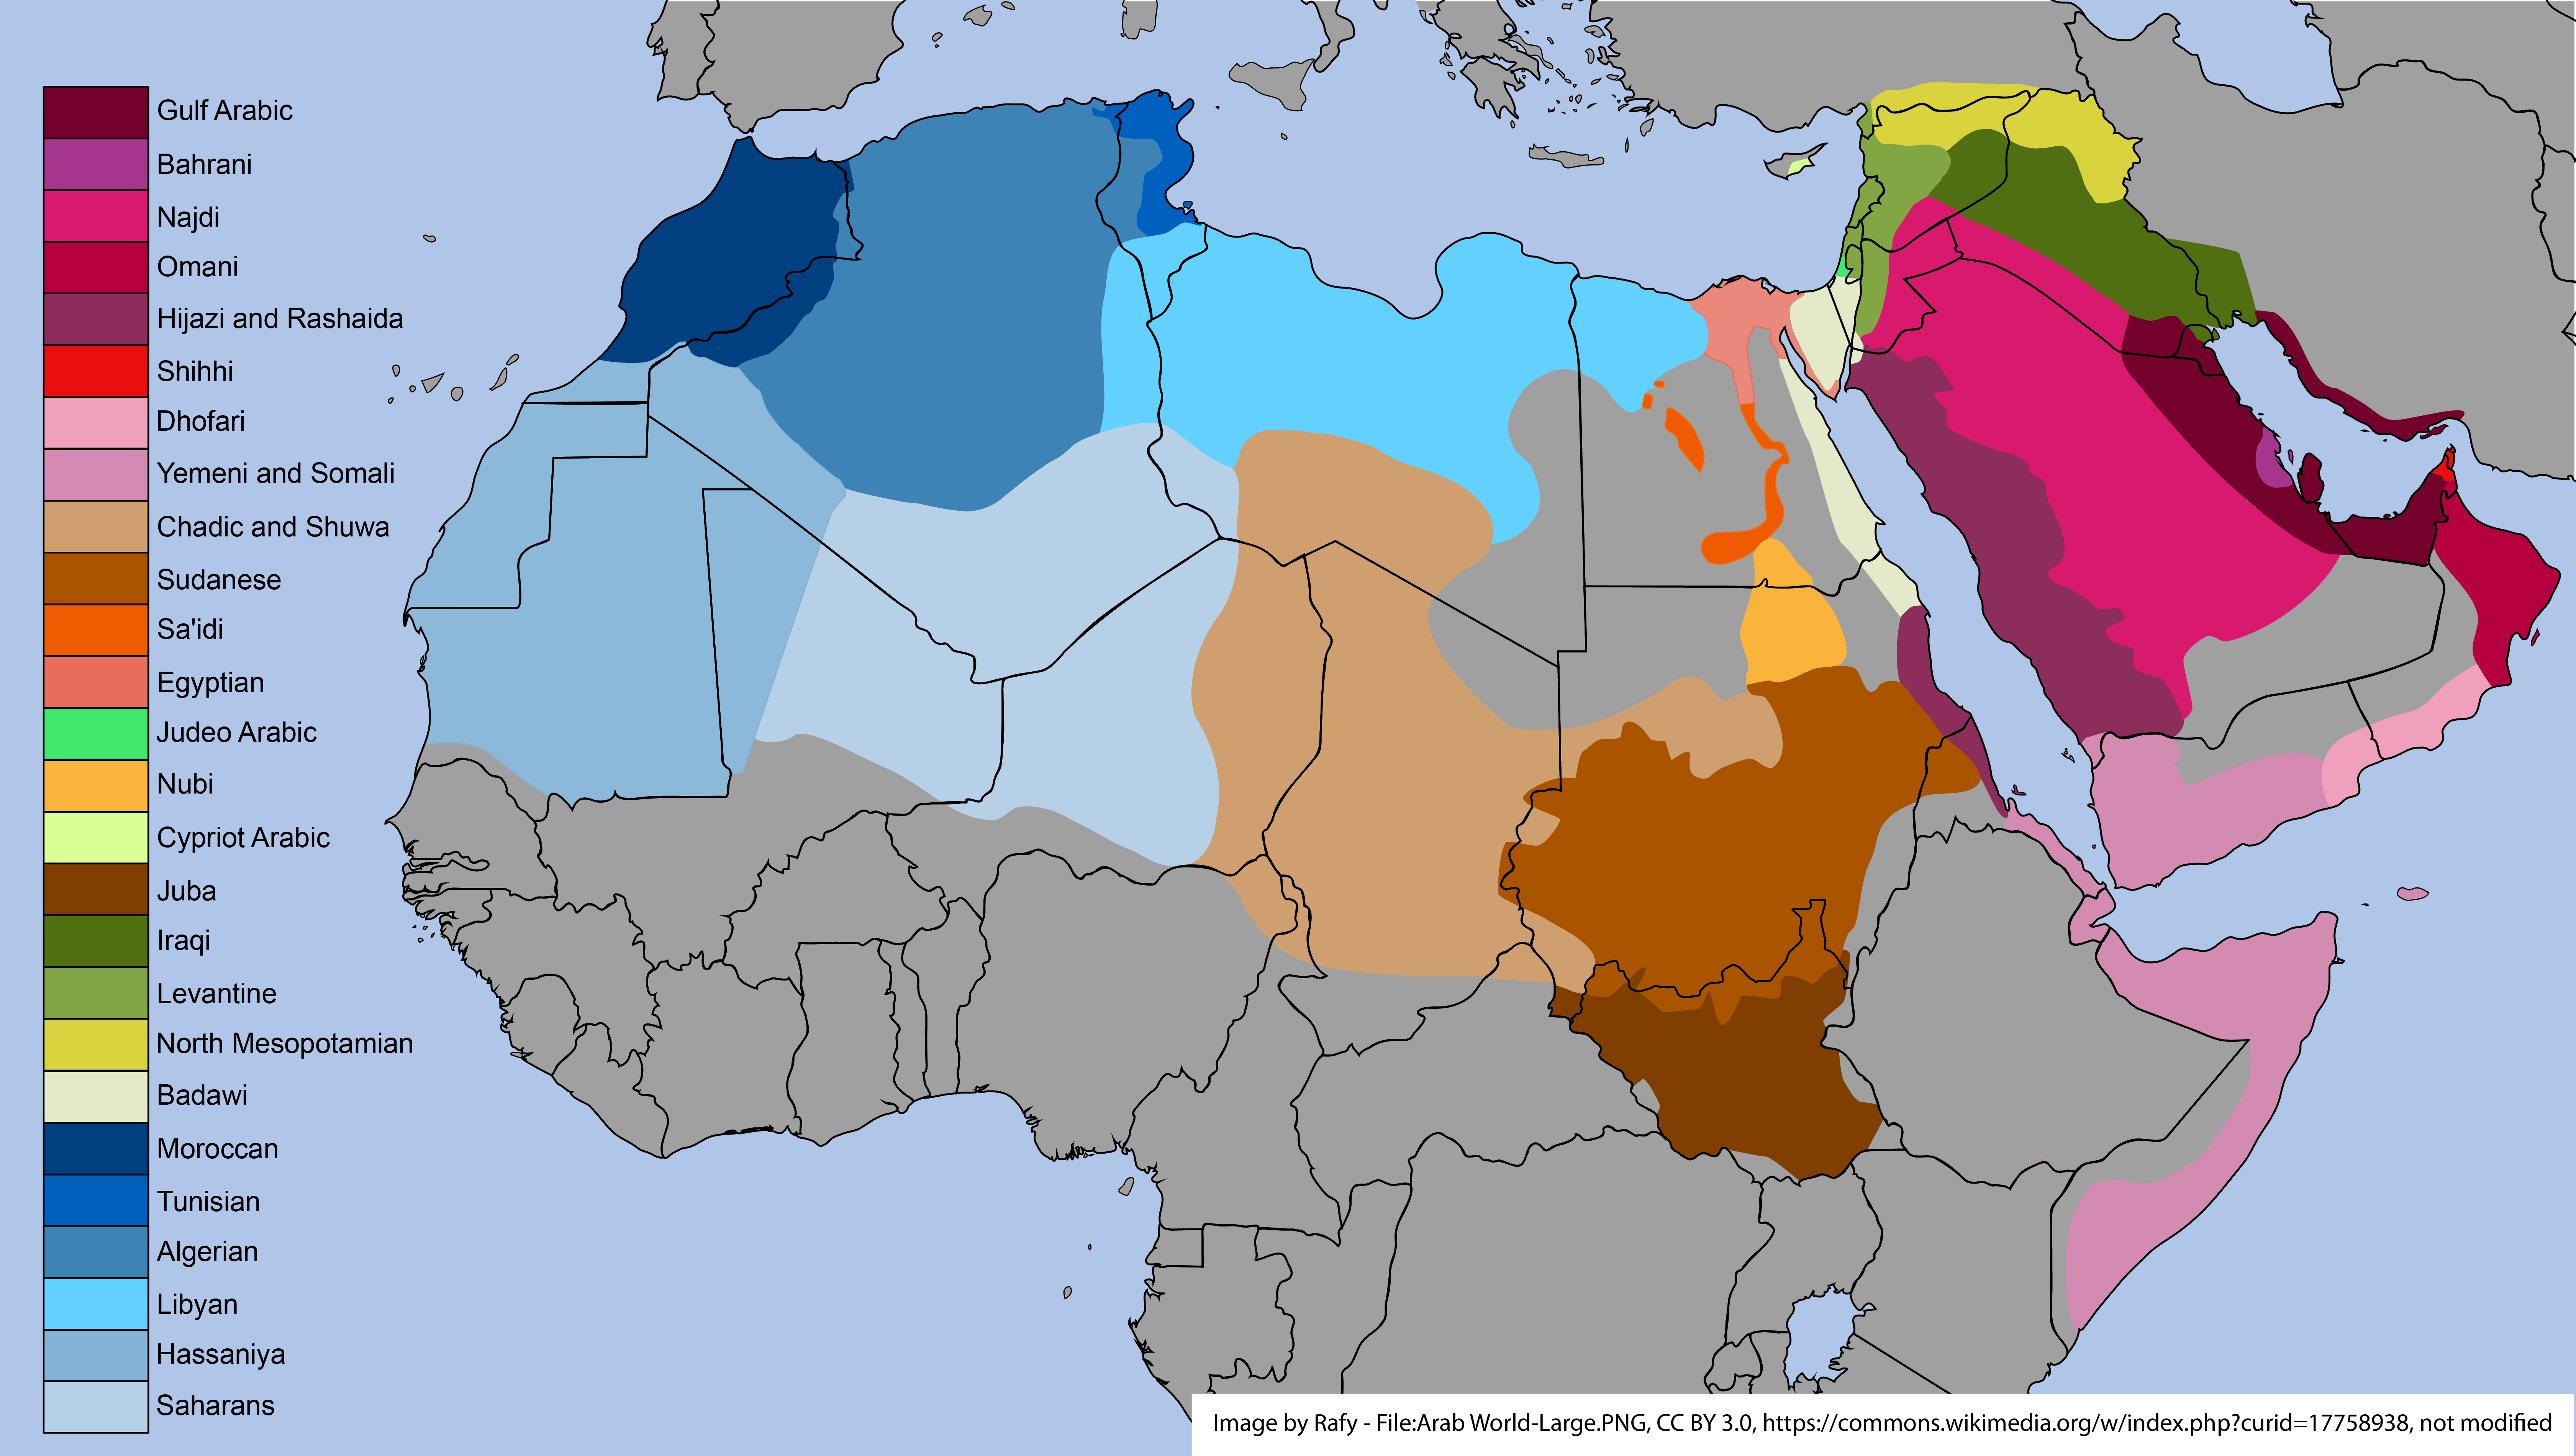 Gulf Arabic
Bahrani
Najdi
Omani
Hijazi and Rashaida
Shihhi
Dhofari
Yemeni and Somali
Chadic and Shuwa
Sudanese
Sa'idi
Egyptian
Judeo Arabic
Nubi
Cypriot Arabic
Juba
Iraqi
Levantine
North Mesopotamian
Badawi
Moroccan
Tunisian
Algerian
Libyan
Hassaniya
Saharans
Image by Rafy - File:Arab World-Large.PNG, CC BY 3.0, https://commons.wikimedia.org/w/index.php?curid=17758938, not modified